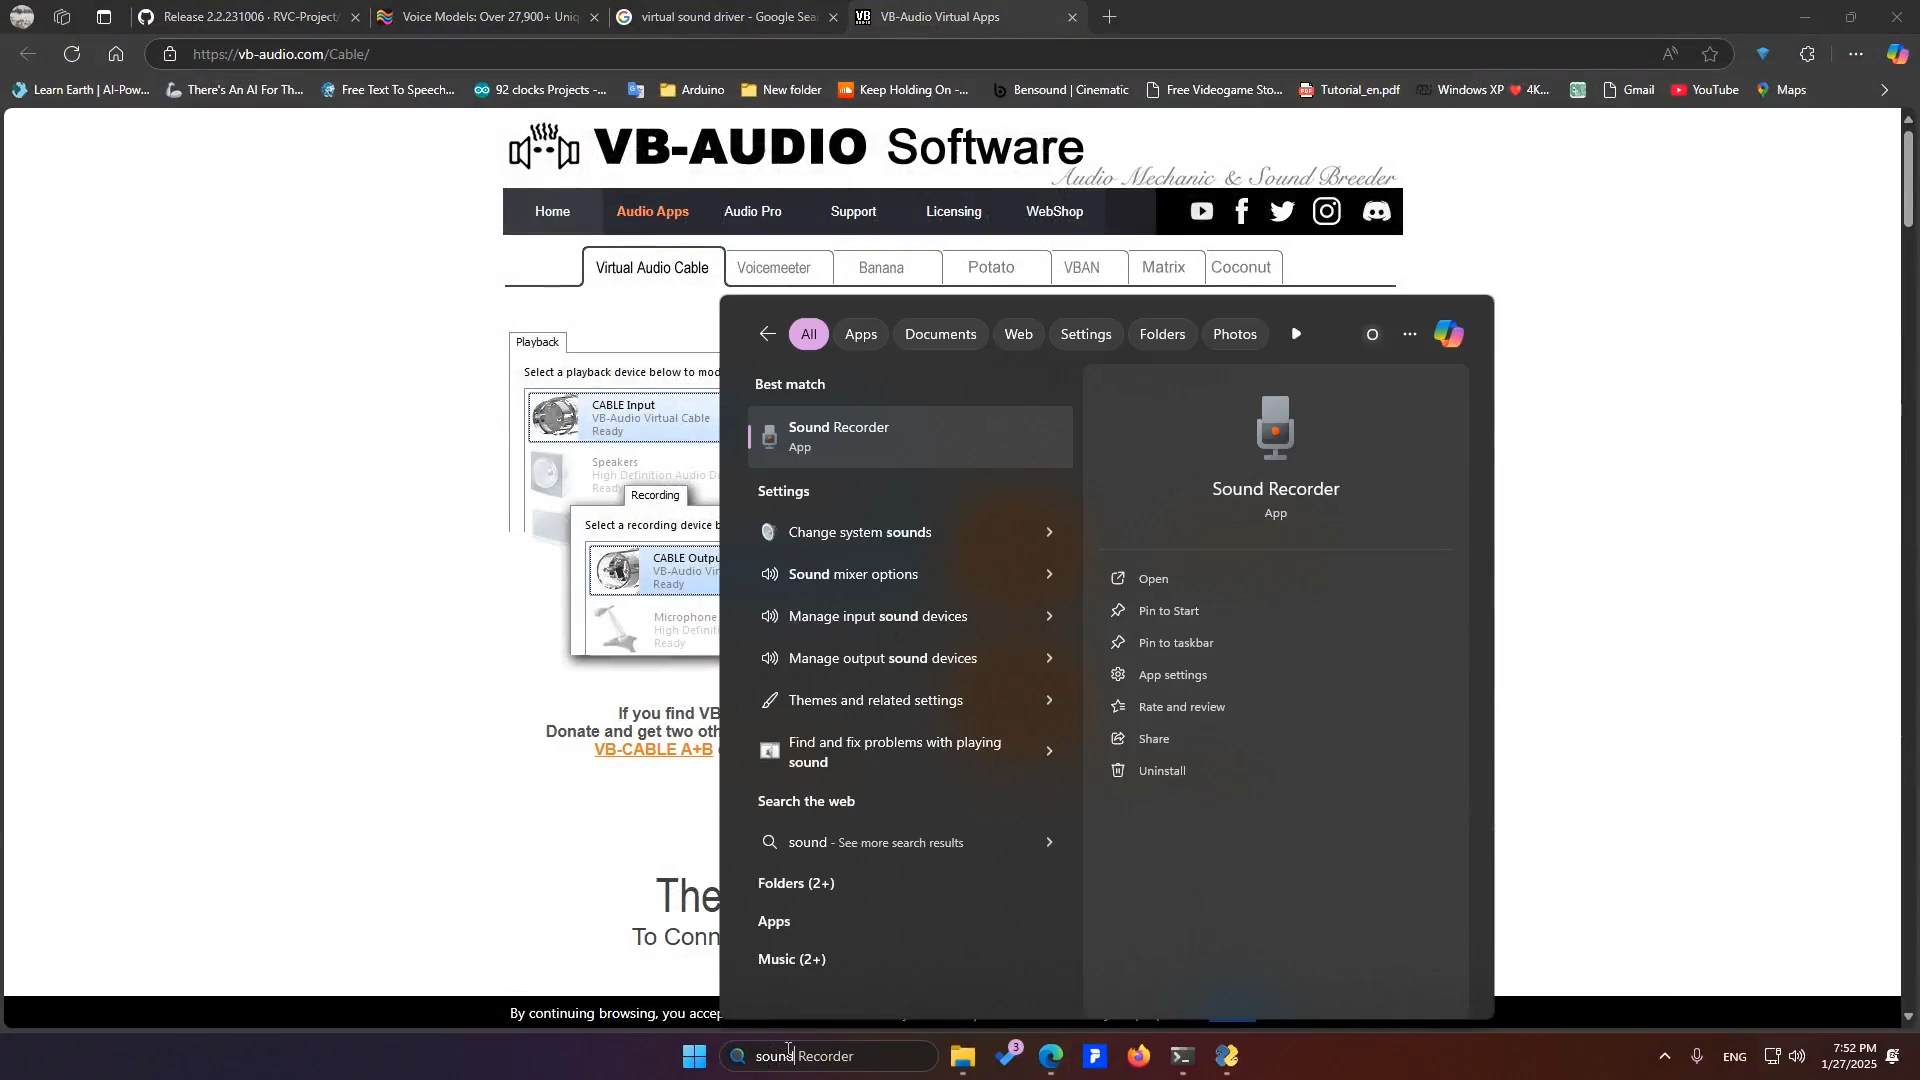 Release 2.2.231006 · RVC-Project/
Voice Models: Over 27,900+ Uniq
virtual sound driver - Google Sea
VB-Audio Virtual Apps
https://vb-audio.com/Cable/
Learn Earth | AI-Pow...
There's An AI For Th...
Free Text To Speech...
92 clocks Projects -...
Arduino
New folder
Keep Holding On -...
Bensound | Cinematic
Free Videogame Sto...
Tutorial_en.pdf
Windows XP ❤ 4K...
Gmail
YouTube
Maps
VB-AUDIO Software
Audio Mechanic & Sound Breeder
Home
Audio Apps
Audio Pro
Support
Licensing
WebShop
Virtual Audio Cable
Voicemeeter
Banana
Potato
VBAN
Matrix
Coconut
Playback
Select a playback device below to mod
CABLE Input
VB-Audio Virtual Cable
Ready
Speakers
High Definition Audio De
Ready
Recording
Select a recording device b
CABLE Outpu
VB-Audio Vir
Ready
Microphone
High Definiti
Ready
If you find VB
Donate and get two oth
VB-CABLE A+B
The
To Conn
By continuing browsing, you accep
All
Apps
Documents
Web
Settings
Folders
Photos
O
Best match
Sound Recorder
App
Settings
Change system sounds
Sound mixer options
Manage input sound devices
Manage output sound devices
Themes and related settings
Find and fix problems with playing
sound
Search the web
sound - See more search results
Folders (2+)
Apps
Music (2+)
Sound Recorder
App
Open
Pin to Start
Pin to taskbar
App settings
Rate and review
Share
Uninstall
sound Recorder
3
ENG
7:52 PM
1/27/2025